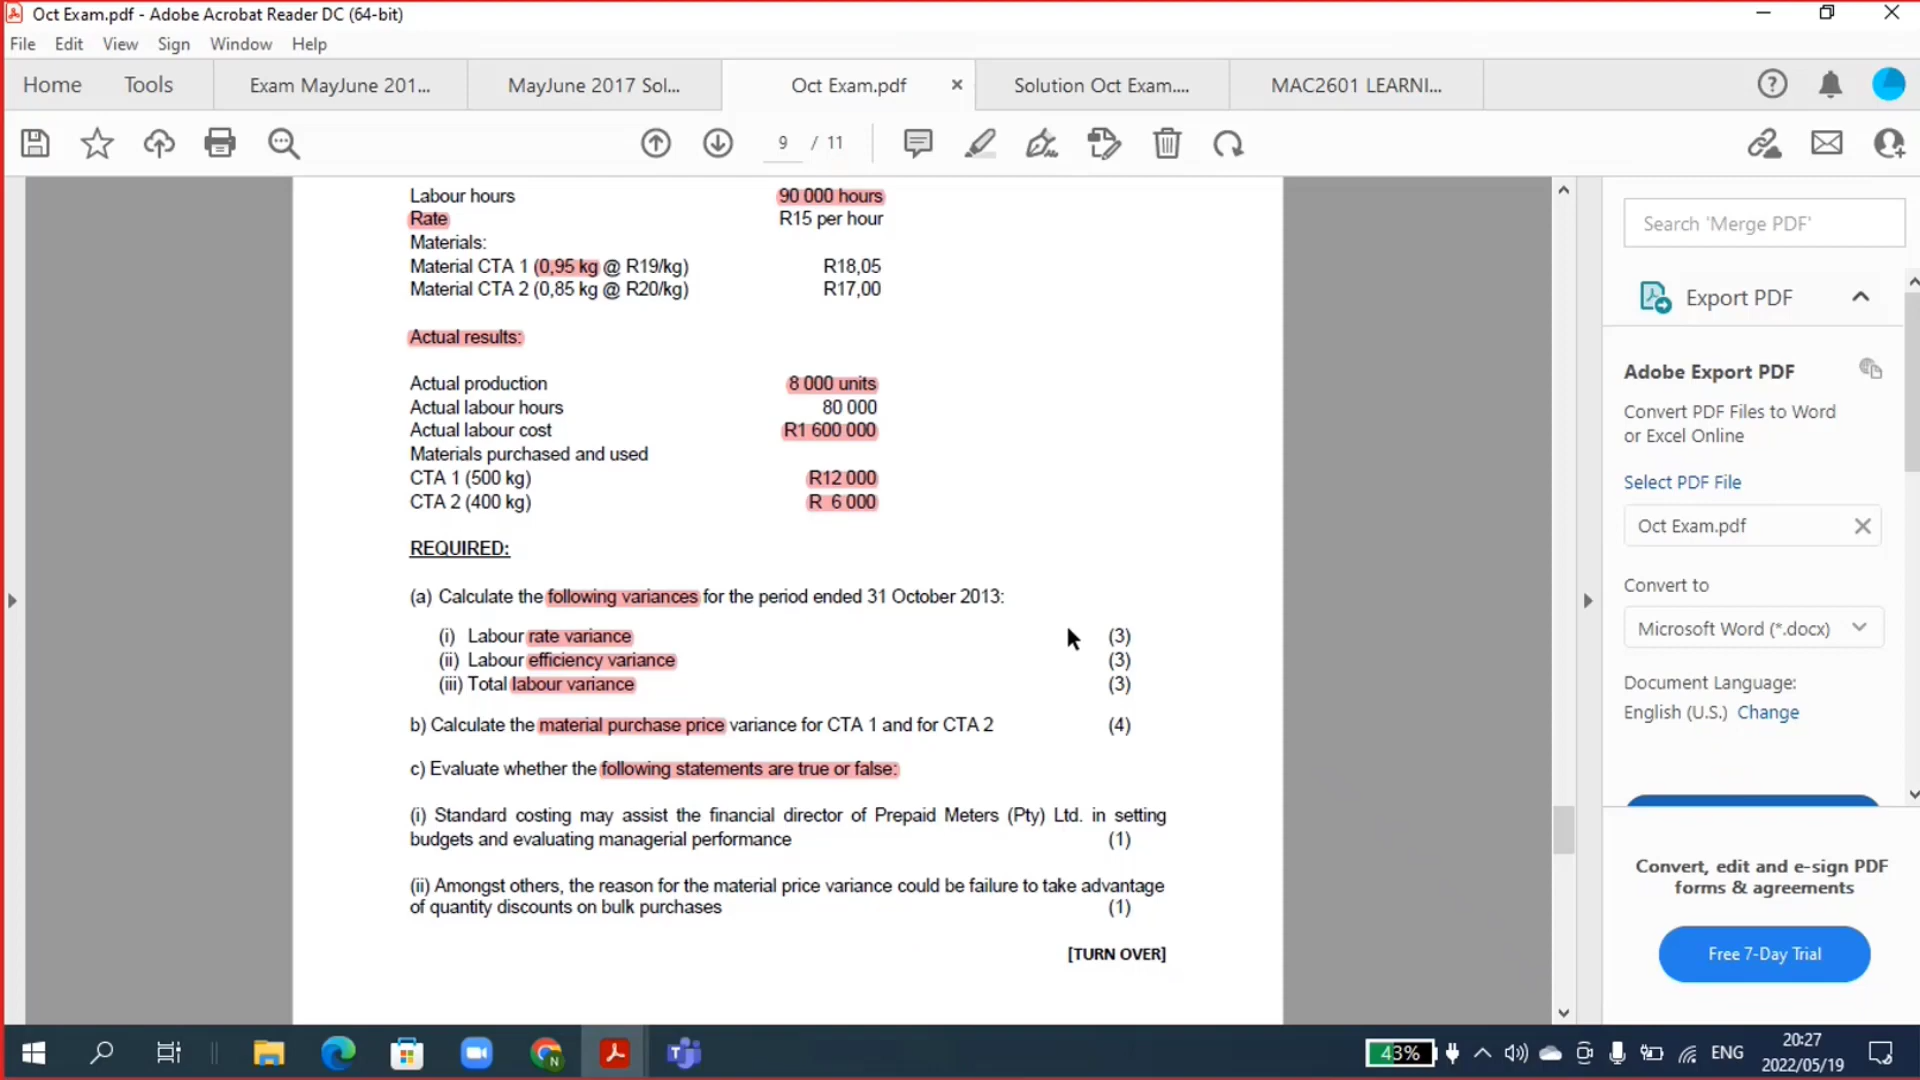 Oct Exam.pdf - Adobe Acrobat Reader DC (64-bit)
File Edit View Sign Window Help
Home Tools Exam MayJune 201... MayJune 2017 Sol... Oct Exam.pdf Solution Oct Exam.... MAC2601 LEARNI...
9 / 11
Labour hours 90 000 hours
Rate R15 per hour
Materials:
Material CTA 1 (0,95 kg @ R19/kg) R18,05
Material CTA 2 (0,85 kg @ R20/kg) R17,00
Actual results:
Actual production 8 000 units
Actual labour hours 80 000
Actual labour cost R1 600 000
Materials purchased and used
CTA 1 (500 kg) R12 000
CTA 2 (400 kg) R 6 000
REQUIRED:
(a) Calculate the following variances for the period ended 31 October 2013:
(i) Labour rate variance (3)
(ii) Labour efficiency variance (3)
(iii) Total labour variance (3)
b) Calculate the material purchase price variance for CTA 1 and for CTA 2 (4)
c) Evaluate whether the following statements are true or false:
(i) Standard costing may assist the financial director of Prepaid Meters (Pty) Ltd. in setting
budgets and evaluating managerial performance (1)
(ii) Amongst others, the reason for the material price variance could be failure to take advantage
of quantity discounts on bulk purchases (1)
[TURN OVER]
Search 'Merge PDF'
Export PDF
Adobe Export PDF
Convert PDF Files to Word
or Excel Online
Select PDF File
Oct Exam.pdf
Convert to
Microsoft Word (*.docx)
Document Language:
English (U.S.) Change
Convert, edit and e-sign PDF
forms & agreements
Free 7-Day Trial
43% ENG 20:27
2022/05/19